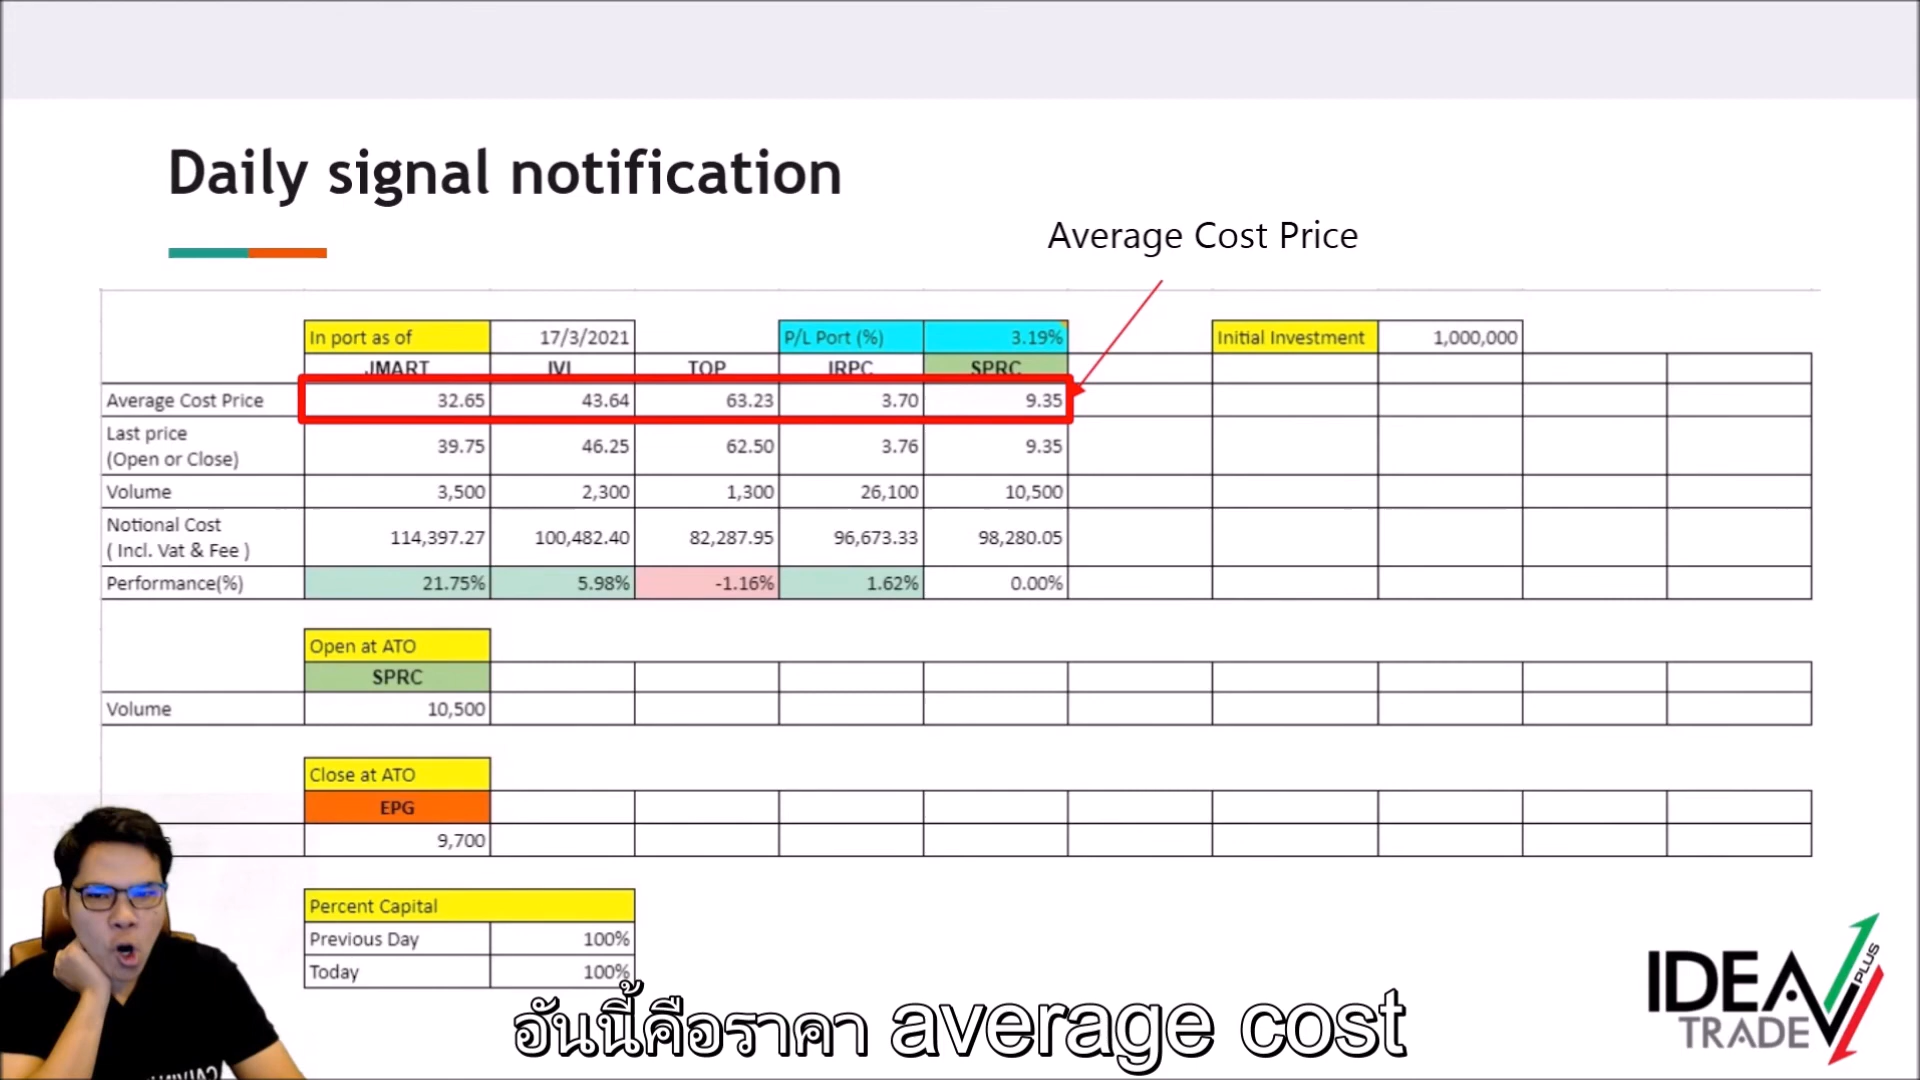 Daily signal notification
Average Cost Price
In port as of 17/3/2021 P/L Port (%) 3.19% Initial Investment 1,000,000
JMART IVL TOP IRPC SPRC
Average Cost Price 32.65 43.64 63.23 3.70 9.35
Last price
(Open or Close) 39.75 46.25 62.50 3.76 9.35
Volume 3,500 2,300 1,300 26,100 10,500
Notional Cost
( Incl. Vat & Fee ) 114,397.27 100,482.40 82,287.95 96,673.33 98,280.05
Performance(%) 21.75% 5.98% -1.16% 1.62% 0.00%
Open at ATO
SPRC
Volume 10,500
Close at ATO
EPG
9,700
Percent Capital
Previous Day 100%
Today 100%
อันนี้คือราคา average cost
IDEA
TRADE
PLUS